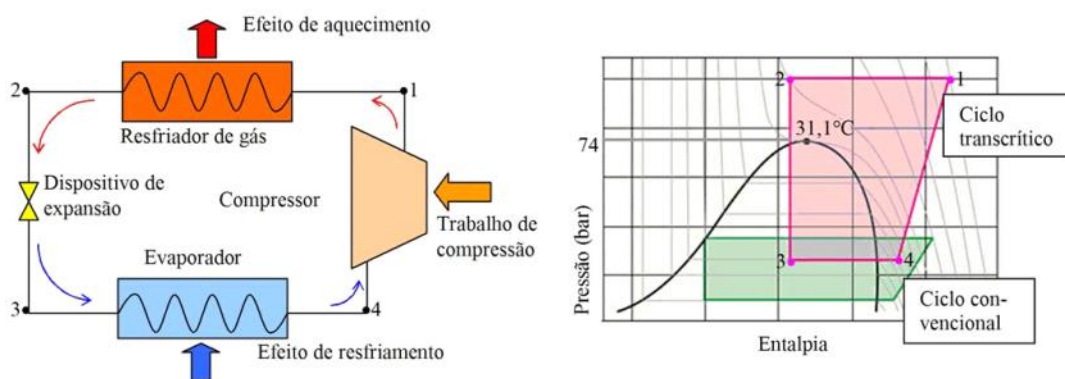 Efeito de aquecimento
2
1
Resfriador de gás
Dispositivo de
expansão
Compressor
Trabalho de
compressão
Evaporador
3
4
Efeito de resfriamento
2
1
31,1°C
74
Ciclo
transcrítico
Pressão (bar)
3
4
Ciclo con-
vencional
Entalpia